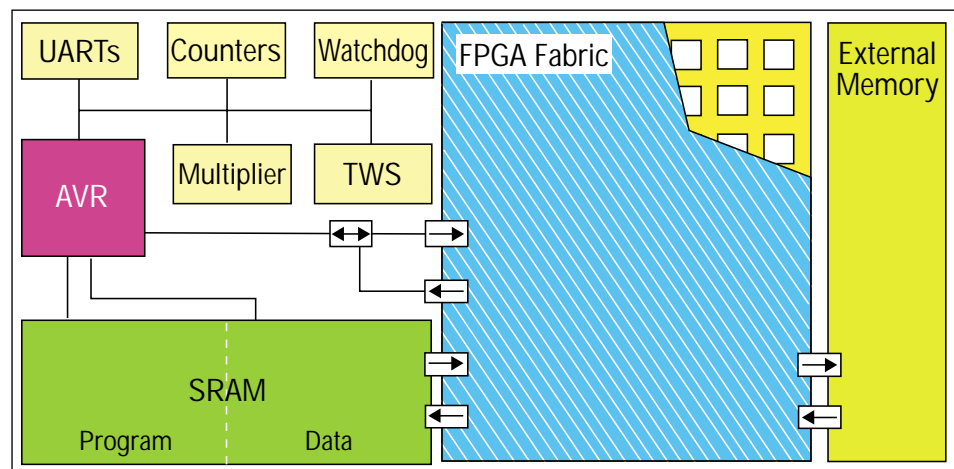 UARTs
Counters
Watchdog
FPGA Fabric
External
Memory
AVR
Multiplier
TWS
SRAM
Program
Data